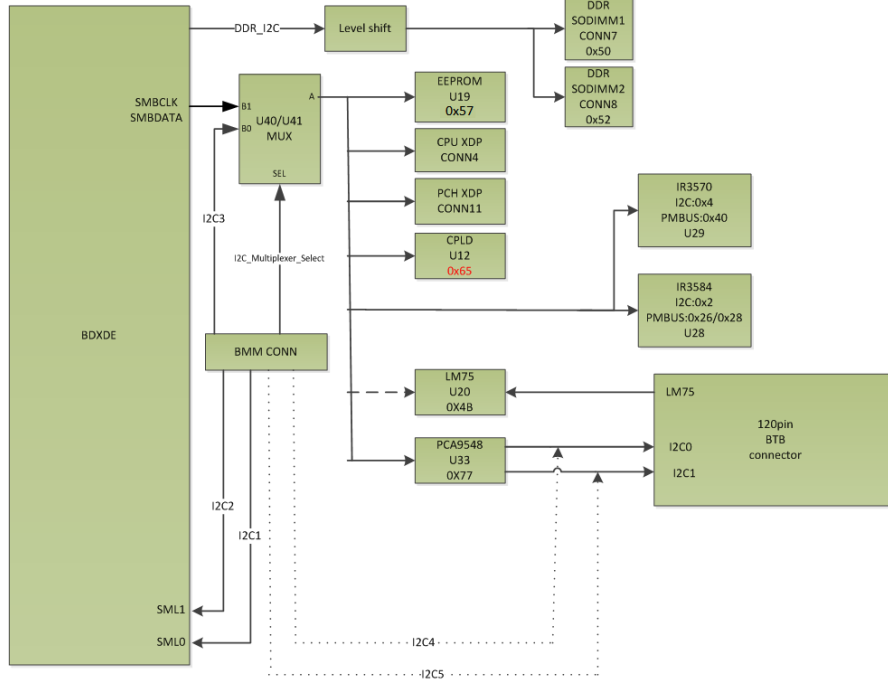 DDR_I2C
Level shift
DDR
SODIMM1
CONN7
0x50
DDR
SODIMM2
CONN8
0x52
SMBCLK
SMBDATA
B1
B0
A
U40/U41
MUX
SEL
EEPROM
U19
0x57
CPU XDP
CONN4
PCH XDP
CONN11
CPLD
U12
0x65
IR3570
I2C:0x4
PMBUS:0x40
U29
I2C3
I2C_Multiplexer_Select
IR3584
I2C:0x2
PMBUS:0x26/0x28
U28
BDXDE
BMM CONN
LM75
U20
0X4B
LM75
120pin
BTB
connector
I2C0
I2C1
PCA9548
U33
0X77
I2C2
I2C1
SML1
SML0
I2C4
I2C5